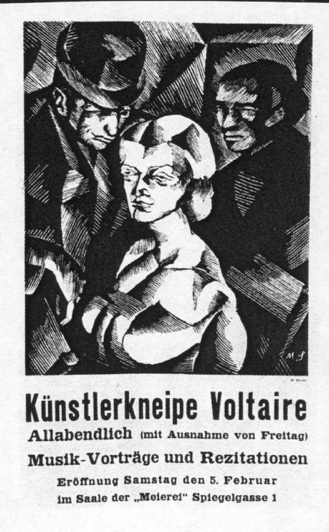 M S
Künstlerkneipe Voltaire
Allabendlich (mit Ausnahme von Freitag)
Musik-Vorträge und Rezitationen
Eröffnung Samstag den 5. Februar
im Saale der „Meierei“ Spiegelgasse 1